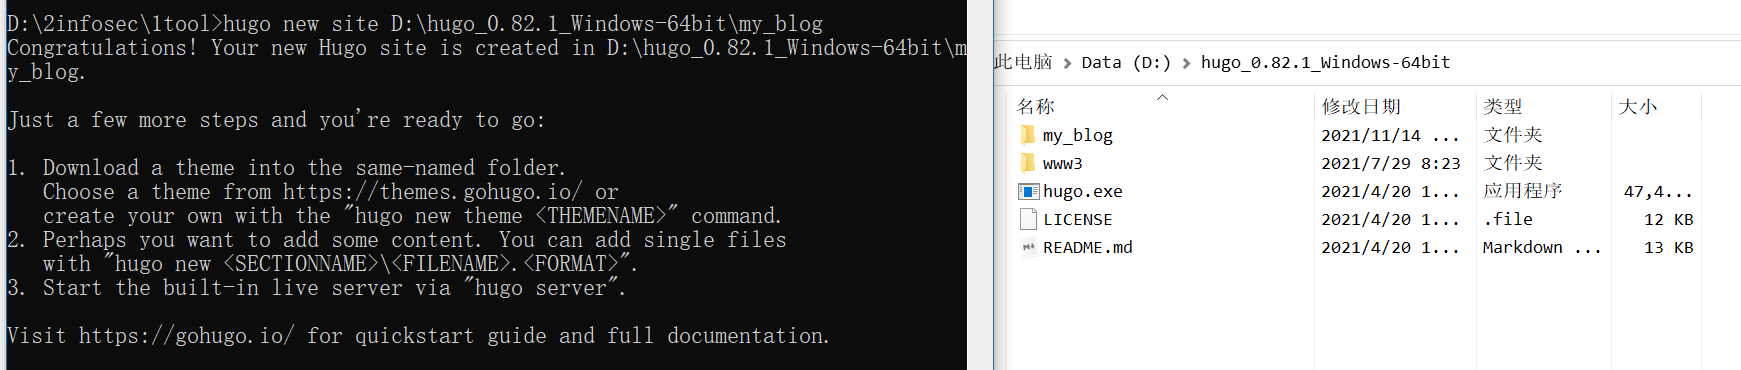 D:\2infosec\1tool>hugo new site D:\hugo_0.82.1_Windows-64bit\my_blog
Congratulations! Your new Hugo site is created in D:\hugo_0.82.1_Windows-64bit\m
y_blog.
Just a few more steps and you're ready to go:
1. Download a theme into the same-named folder.
Choose a theme from https://themes.gohugo.io/ or
create your own with the "hugo new theme <THEMENAME>" command.
2. Perhaps you want to add some content. You can add single files
with "hugo new <SECTIONNAME>\<FILENAME>.<FORMAT>".
3. Start the built-in live server via "hugo server".
Visit https://gohugo.io/ for quickstart guide and full documentation.
此电脑 > Data (D:) > hugo_0.82.1_Windows-64bit
名称 修改日期 类型 大小
my_blog 2021/11/14 ... 文件夹
www3 2021/7/29 8:23 文件夹
hugo.exe 2021/4/20 1... 应用程序 47,4...
LICENSE 2021/4/20 1... .file 12 KB
README.md 2021/4/20 1... Markdown ... 13 KB